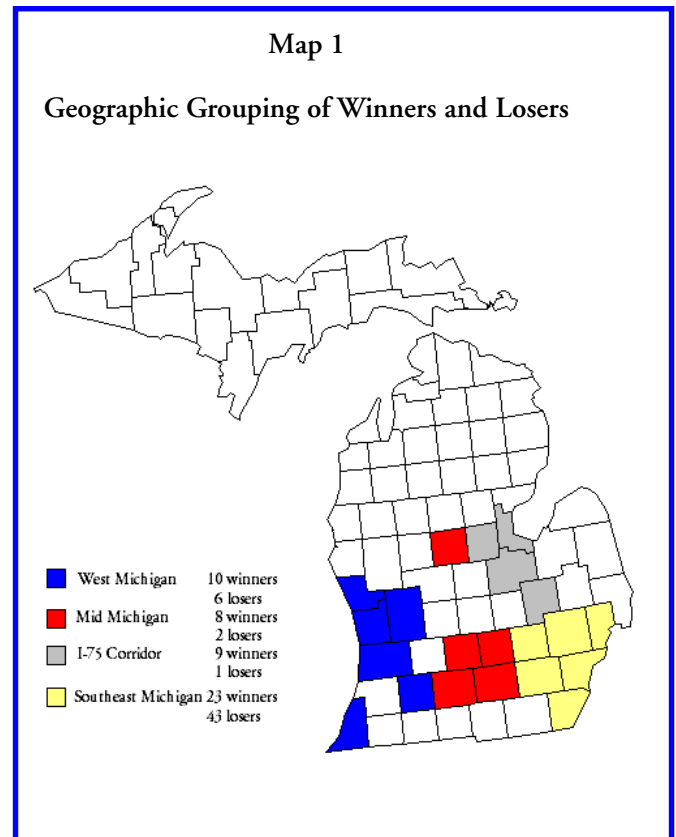 Map 1
Geographic Grouping of Winners and Losers
West Michigan 10 winners
6 losers
Mid Michigan 8 winners
2 losers
I-75 Corridor 9 winners
1 losers
Southeast Michigan 23 winners
43 losers